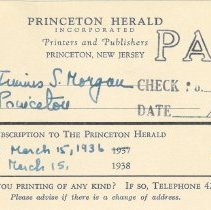 PRINCETON HERALD
INCORPORATED
Printers and Publishers
PRINCETON, NEW JERSEY
PA
Junius S. Morgan
CHECK
Princeton
DATE
BSCRIPTION TO THE PRINCETON HERALD
March 15, 1936 1937
March 15, 1938
YOU PRINTING OF ANY KIND? IF SO, TELEPHONE
Please advise if there is a change of address.